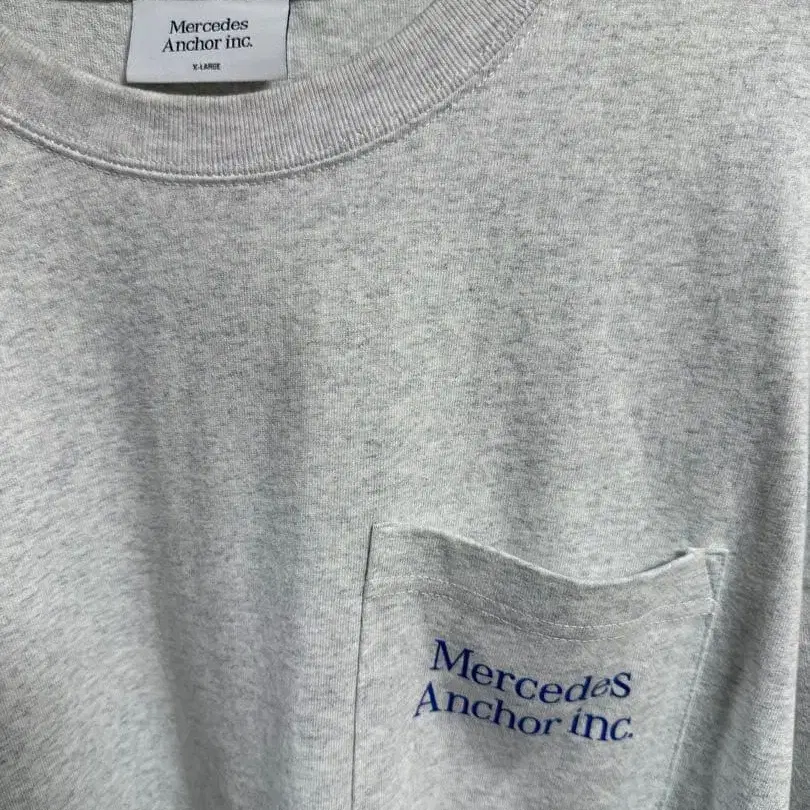 Mercedes
Anchor inc.
X-LARGE
Mercedes
Anchor inc.